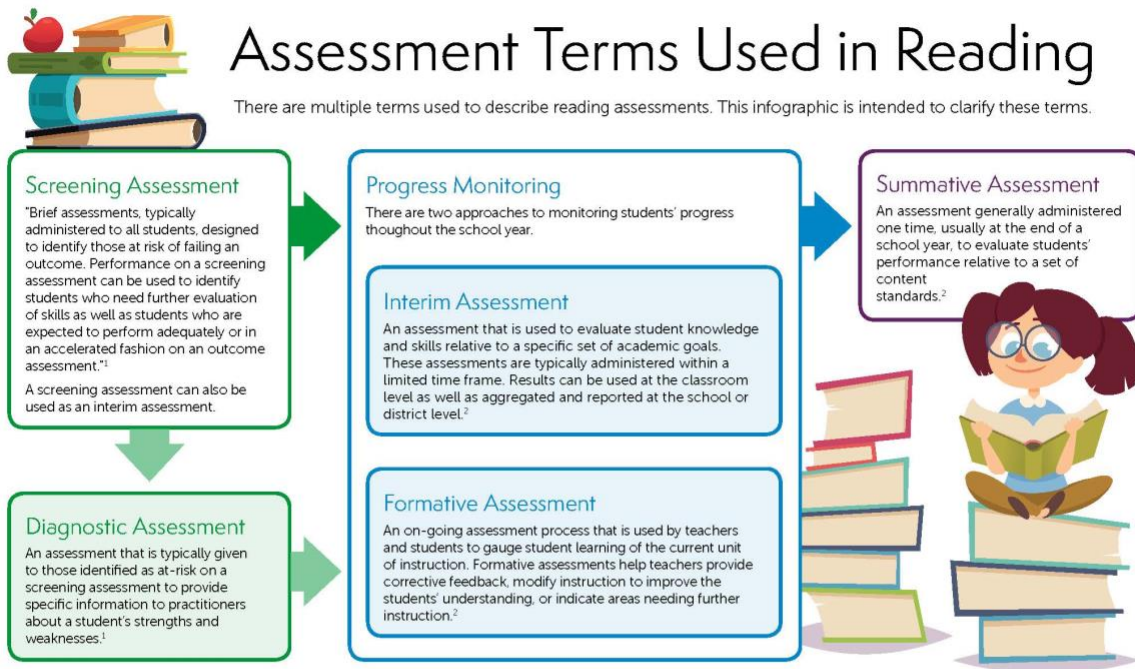 Assessment Terms Used in Reading
There are multiple terms used to describe reading assessments. This infographic is intended to clarify these terms.
Screening Assessment
"Brief assessments, typically
administered to all students, designed
to identify those at risk of failing an
outcome. Performance on a screening
assessment can be used to identify
students who need further evaluation
of skills as well as students who are
expected to perform adequately or in
an accelerated fashion on an outcome
assessment."1
A screening assessment can also be
used as an interim assessment.
Diagnostic Assessment
An assessment that is typically given
to those identified as at-risk on a
screening assessment to provide
specific information to practitioners
about a student's strengths and
weaknesses.1
Progress Monitoring
There are two approaches to monitoring students' progress
thoughout the school year.
Interim Assessment
An assessment that is used to evaluate student knowledge
and skills relative to a specific set of academic goals.
These assessments are typically administered within a
limited time frame. Results can be used at the classroom
level as well as aggregated and reported at the school or
district level.2
Formative Assessment
An on-going assessment process that is used by teachers
and students to gauge student learning of the current unit
of instruction. Formative assessments help teachers provide
corrective feedback, modify instruction to improve the
students' understanding, or indicate areas needing further
instruction.2
Summative Assessment
An assessment generally administered
one time, usually at the end of a
school year, to evaluate students'
performance relative to a set of
content
standards.2